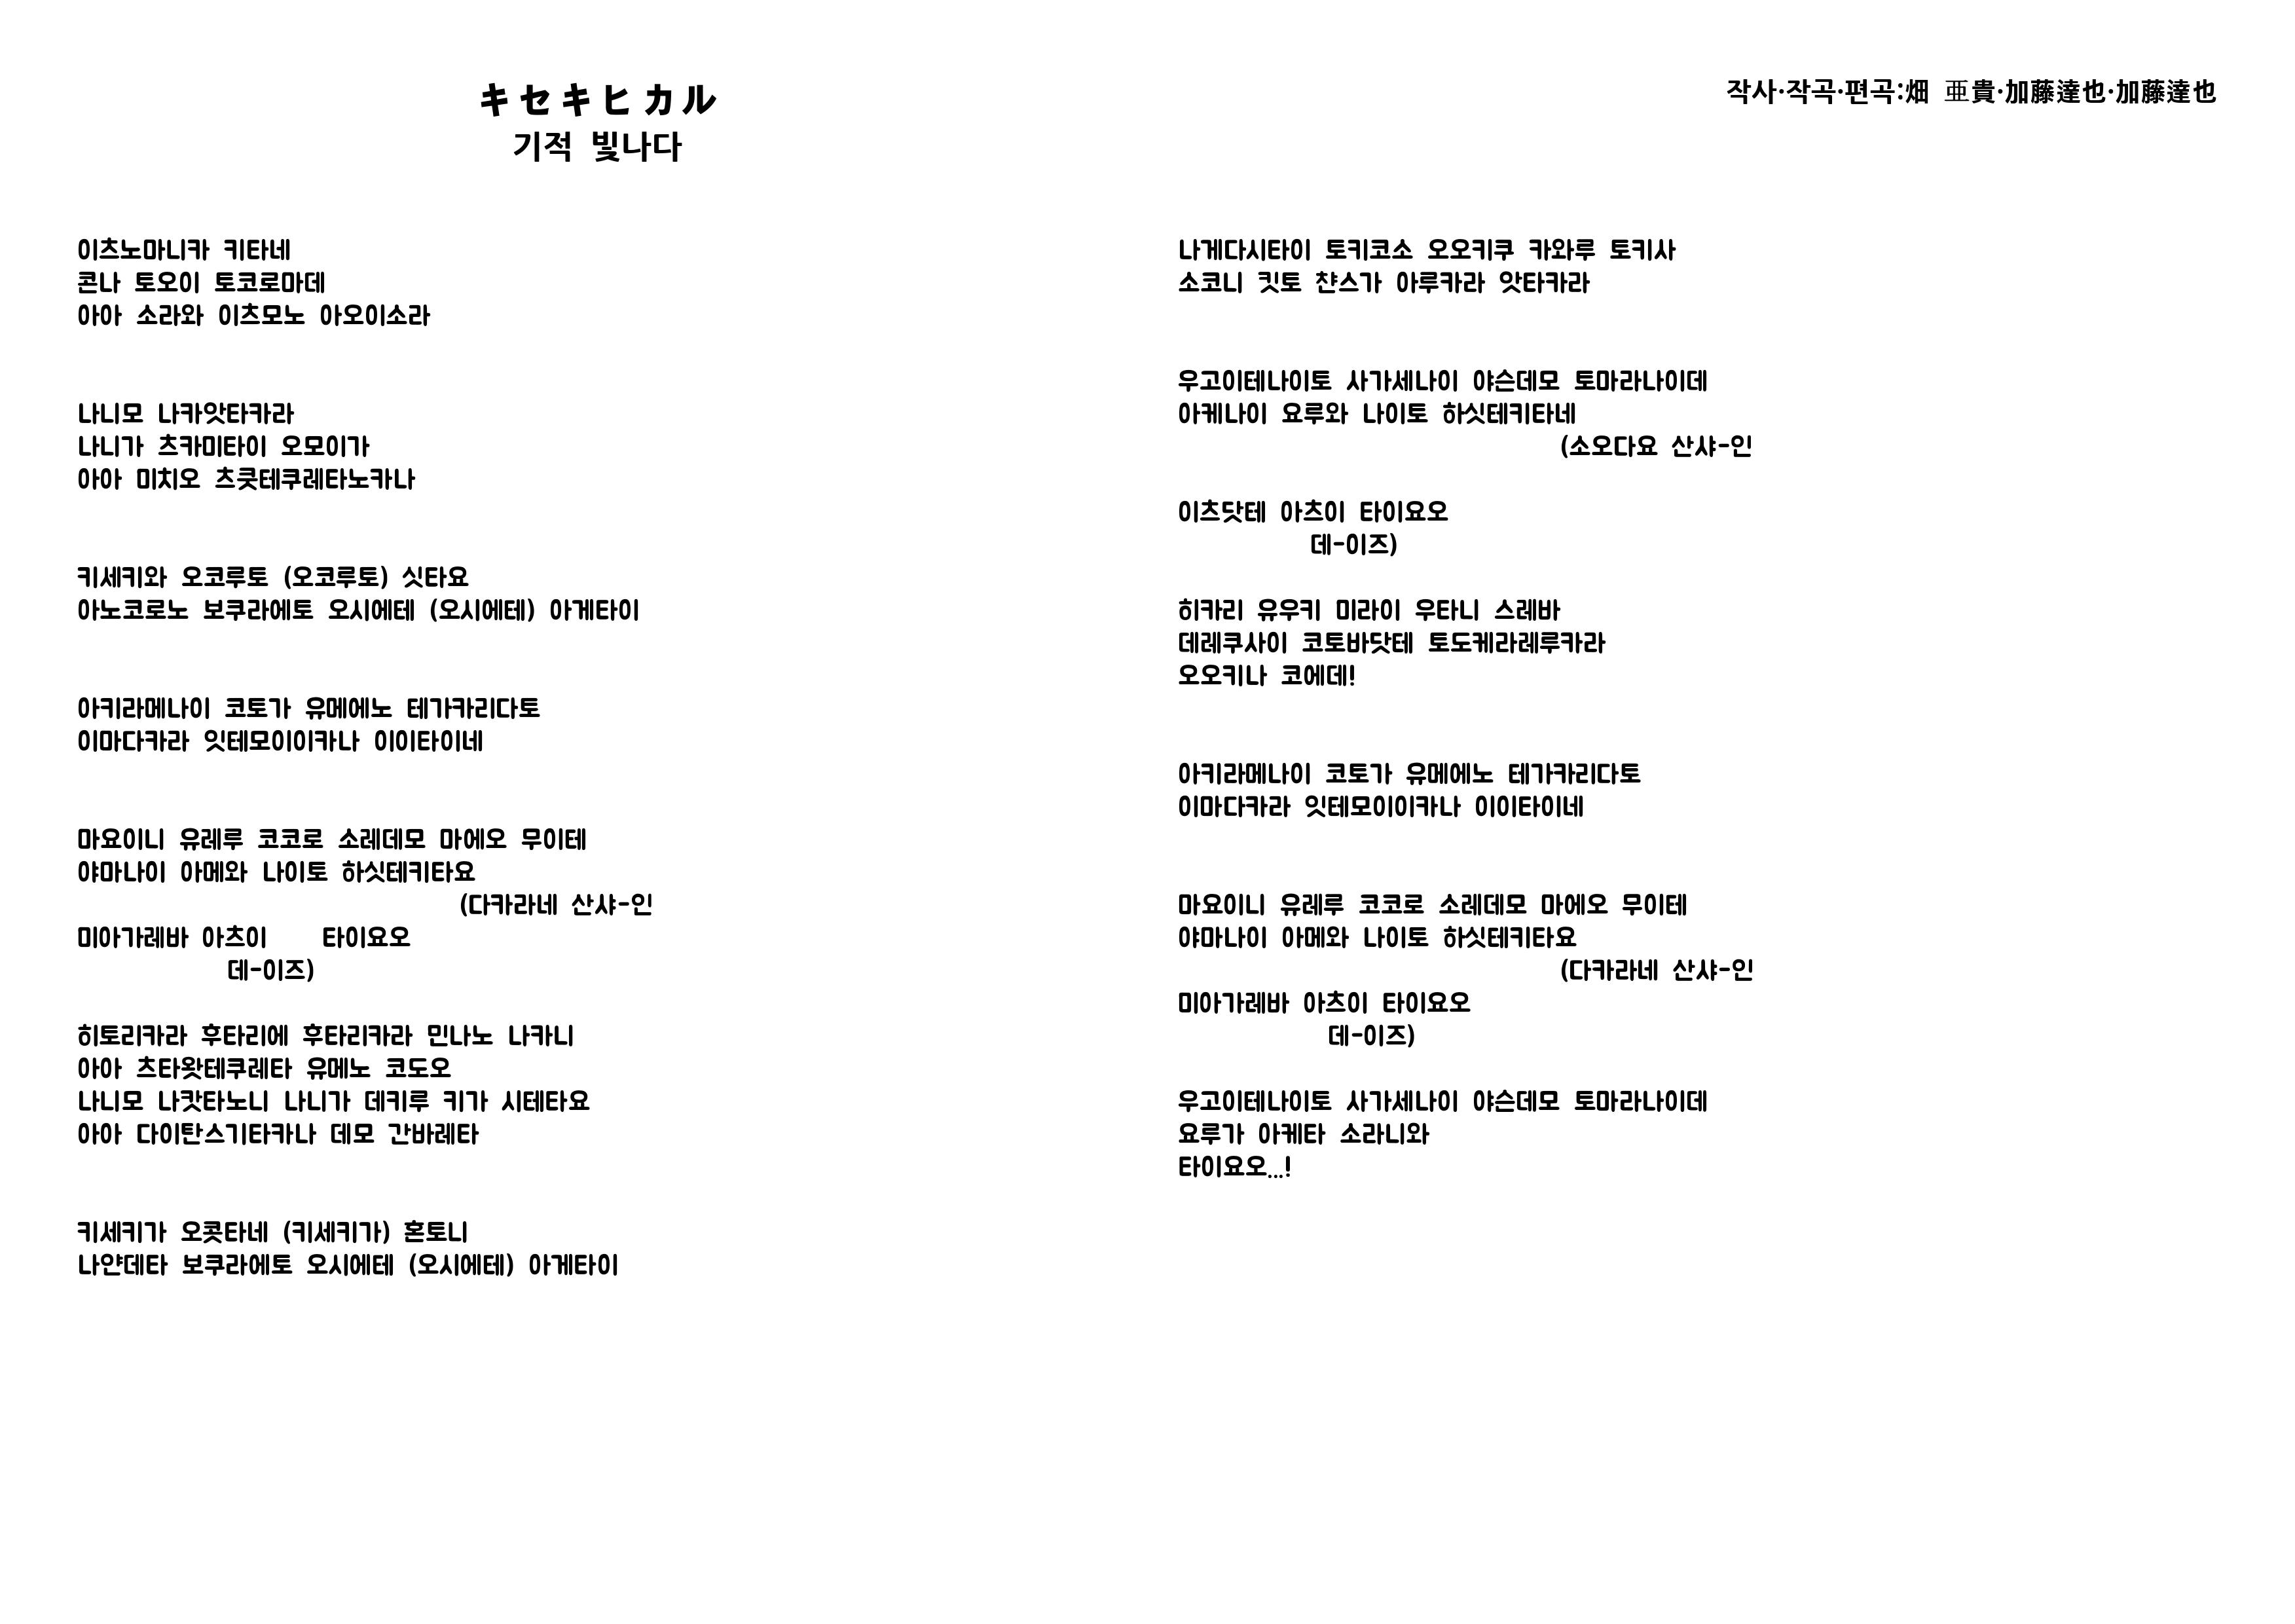 キセキヒカル
기적 빛나다
작사·작곡·편곡:畑 亜貴·加藤達也·加藤達也
이츠노마니카 키타네
콘나 토오이 토코로마데
아아 소라와 이츠모노 아오이소라
나니모 나카앗타카라
나니가 츠카미타이 오모이가
아아 미치오 츠쿳테쿠레타노카나
키세키와 오코루토 (오코루토) 싯타요
아노코로노 보쿠라에토 오시에테 (오시에테) 아게타이
아키라메나이 코토가 유메에노 테가카리다토
이마다카라 잇테모이이카나 이이타이네
마요이니 유레루 코코로 소레데모 마에오 무이테
야마나이 아메와 나이토 하싯테키타요
(다카라네 산샤-인
미아가레바 아츠이 타이요오
데-이즈)
히토리카라 후타리에 후타리카라 민나노 나카니
아아 츠타왓테쿠레타 유메노 코도오
나니모 나캇타노니 나니가 데키루 키가 시테타요
아아 다이탄스기타카나 데모 간바레타
키세키가 오콧타네 (키세키가) 혼토니
나얀데타 보쿠라에토 오시에테 (오시에테) 아게타이
나게다시타이 토키코소 오오키쿠 카와루 토키사
소코니 킷토 챤스가 아루카라 앗타카라
우고이테나이토 사가세나이 야슨데모 토마라나이데
아케나이 요루와 나이토 하싯테키타네
(소오다요 산샤-인
이츠닷테 아츠이 타이요오
데-이즈)
히카리 유우키 미라이 우타니 스레바
데레쿠사이 코토바닷테 토도케라레루카라
오오키나 코에데!
아키라메나이 코토가 유메에노 테가카리다토
이마다카라 잇테모이이카나 이이타이네
마요이니 유레루 코코로 소레데모 마에오 무이테
야마나이 아메와 나이토 하싯테키타요
(다카라네 산샤-인
미아가레바 아츠이 타이요오
데-이즈)
우고이테나이토 사가세나이 야슨데모 토마라나이데
요루가 아케타 소라니와
타이요오...!